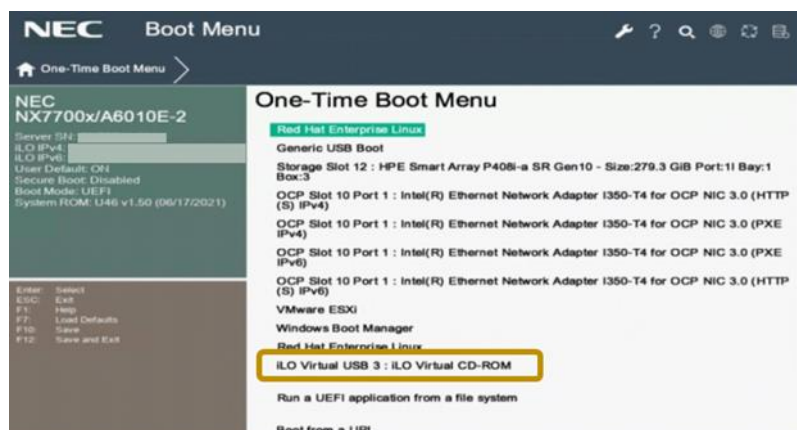 NEC Boot Menu
?
One-Time Boot Menu
NEC
NX7700x/A6010E-2
Server SN:
iLO IPv4:
iLO IPv6:
User Default: ON
Secure Boot: Disabled
Boot Mode: UEFI
System ROM: U46 v1.50 (06/17/2021)
Enter: Select
ESC: Exit
F1: Help
F7: Load Defaults
F10: Save
F12: Save and Exit
One-Time Boot Menu
Red Hat Enterprise Linux
Generic USB Boot
Storage Slot 12 : HPE Smart Array P408i-a SR Gen10 - Size:279.3 GiB Port:1I Bay:1
Box:3
OCP Slot 10 Port 1 : Intel(R) Ethernet Network Adapter I350-T4 for OCP NIC 3.0 (HTTP
(S) IPv4)
OCP Slot 10 Port 1 : Intel(R) Ethernet Network Adapter I350-T4 for OCP NIC 3.0 (PXE
IPv4)
OCP Slot 10 Port 1 : Intel(R) Ethernet Network Adapter I350-T4 for OCP NIC 3.0 (PXE
IPv6)
OCP Slot 10 Port 1 : Intel(R) Ethernet Network Adapter I350-T4 for OCP NIC 3.0 (HTTP
(S) IPv6)
VMware ESXi
Windows Boot Manager
Red Hat Enterprise Linux
iLO Virtual USB 3 : iLO Virtual CD-ROM
Run a UEFI application from a file system
Boot from a URL